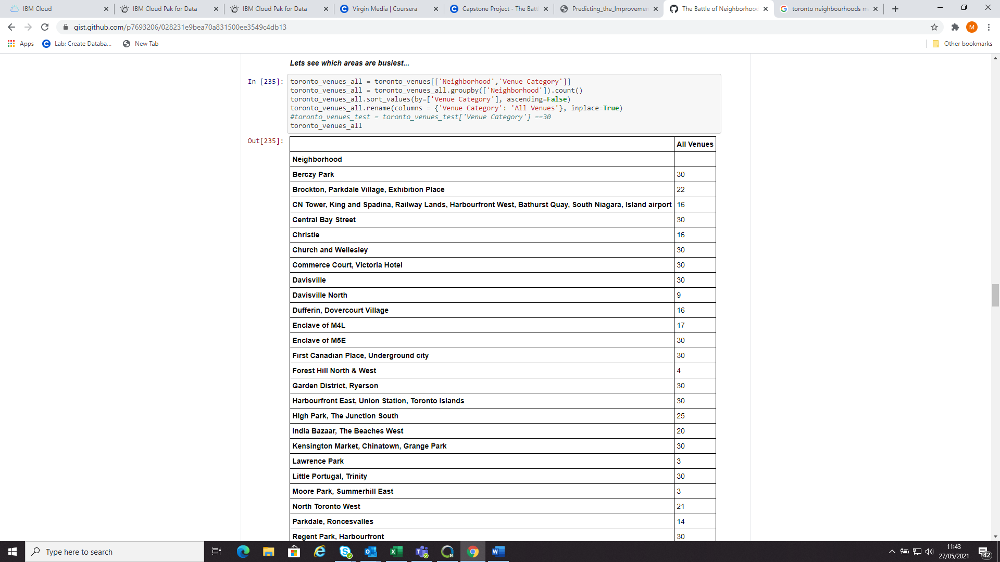 IBM Cloud
IBM Cloud Pak for Data
IBM Cloud Pak for Data
Virgin Media | Coursera
Capstone Project - The Batt
Predicting_the_Improvemen
The Battle of Neighborhood
toronto neighbourhoods m
gist.github.com/p7693206/028231e9bea70a831500ee3549c4db13
M
Apps
Lab: Create Databa...
New Tab
Other bookmarks
Lets see which areas are busiest...
In [235]:
toronto_venues_all = toronto_venues[['Neighborhood','Venue Category']]
toronto_venues_all = toronto_venues_all.groupby(['Neighborhood']).count()
toronto_venues_all.sort_values(by=['Venue Category'], ascending=False)
toronto_venues_all.rename(columns = {'Venue Category': 'All Venues'}, inplace=True)
#toronto_venues_test = toronto_venues_test['Venue Category'] ==30
toronto_venues_all
Out[235]:
All Venues
Neighborhood
Berczy Park 30
Brockton, Parkdale Village, Exhibition Place 22
CN Tower, King and Spadina, Railway Lands, Harbourfront West, Bathurst Quay, South Niagara, Island airport 16
Central Bay Street 30
Christie 16
Church and Wellesley 30
Commerce Court, Victoria Hotel 30
Davisville 30
Davisville North 9
Dufferin, Dovercourt Village 16
Enclave of M4L 17
Enclave of M5E 30
First Canadian Place, Underground city 30
Forest Hill North & West 4
Garden District, Ryerson 30
Harbourfront East, Union Station, Toronto Islands 30
High Park, The Junction South 25
India Bazaar, The Beaches West 20
Kensington Market, Chinatown, Grange Park 30
Lawrence Park 3
Little Portugal, Trinity 30
Moore Park, Summerhill East 3
North Toronto West 21
Parkdale, Roncesvalles 14
Regent Park, Harbourfront 30
Type here to search
11:43
27/05/2021
42